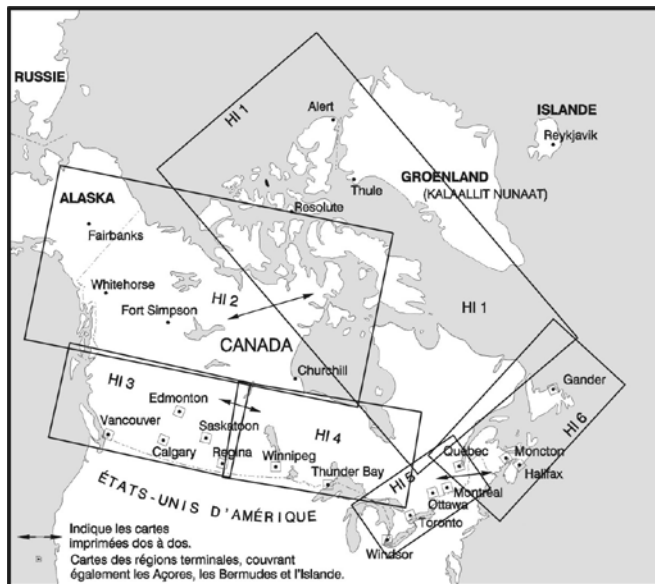 RUSSIE
HI 1
Alert
ISLANDE
Reykjavik
GROENLAND
(KALAALLIT NUNAAT)
Thule
ALASKA
Resolute
Fairbanks
Whitehorse
HI 2
Fort Simpson
HI 1
CANADA
Churchill
HI 3
Gander
Edmonton
HI 6
Vancouver
Saskatoon
HI 4
Calgary
Regina
Winnipeg
Québec
Moncton
Halifax
Thunder Bay
HI 5
Montréal
Ottawa
Toronto
Windsor
ÉTATS-UNIS D'AMÉRIQUE
Indique les cartes
imprimées dos à dos.
Cartes des régions terminales, couvrant
également les Açores, les Bermudes et l'Islande.